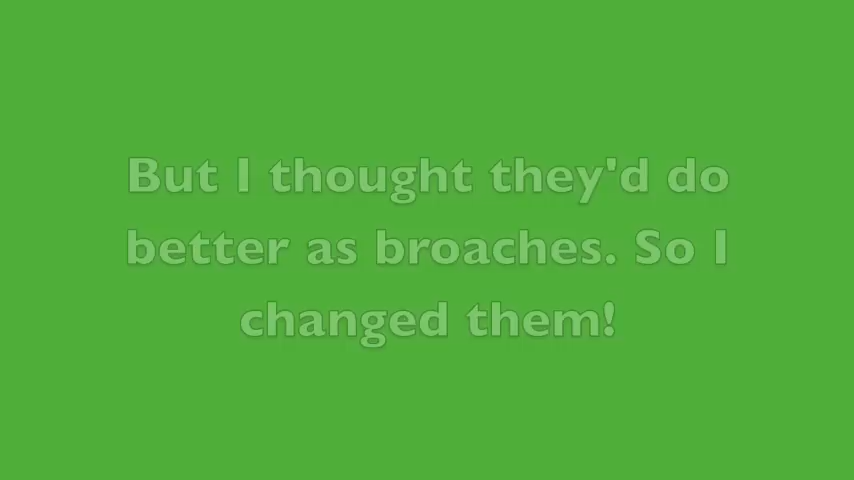 But I thought they'd do
better as broaches. So I
changed them!